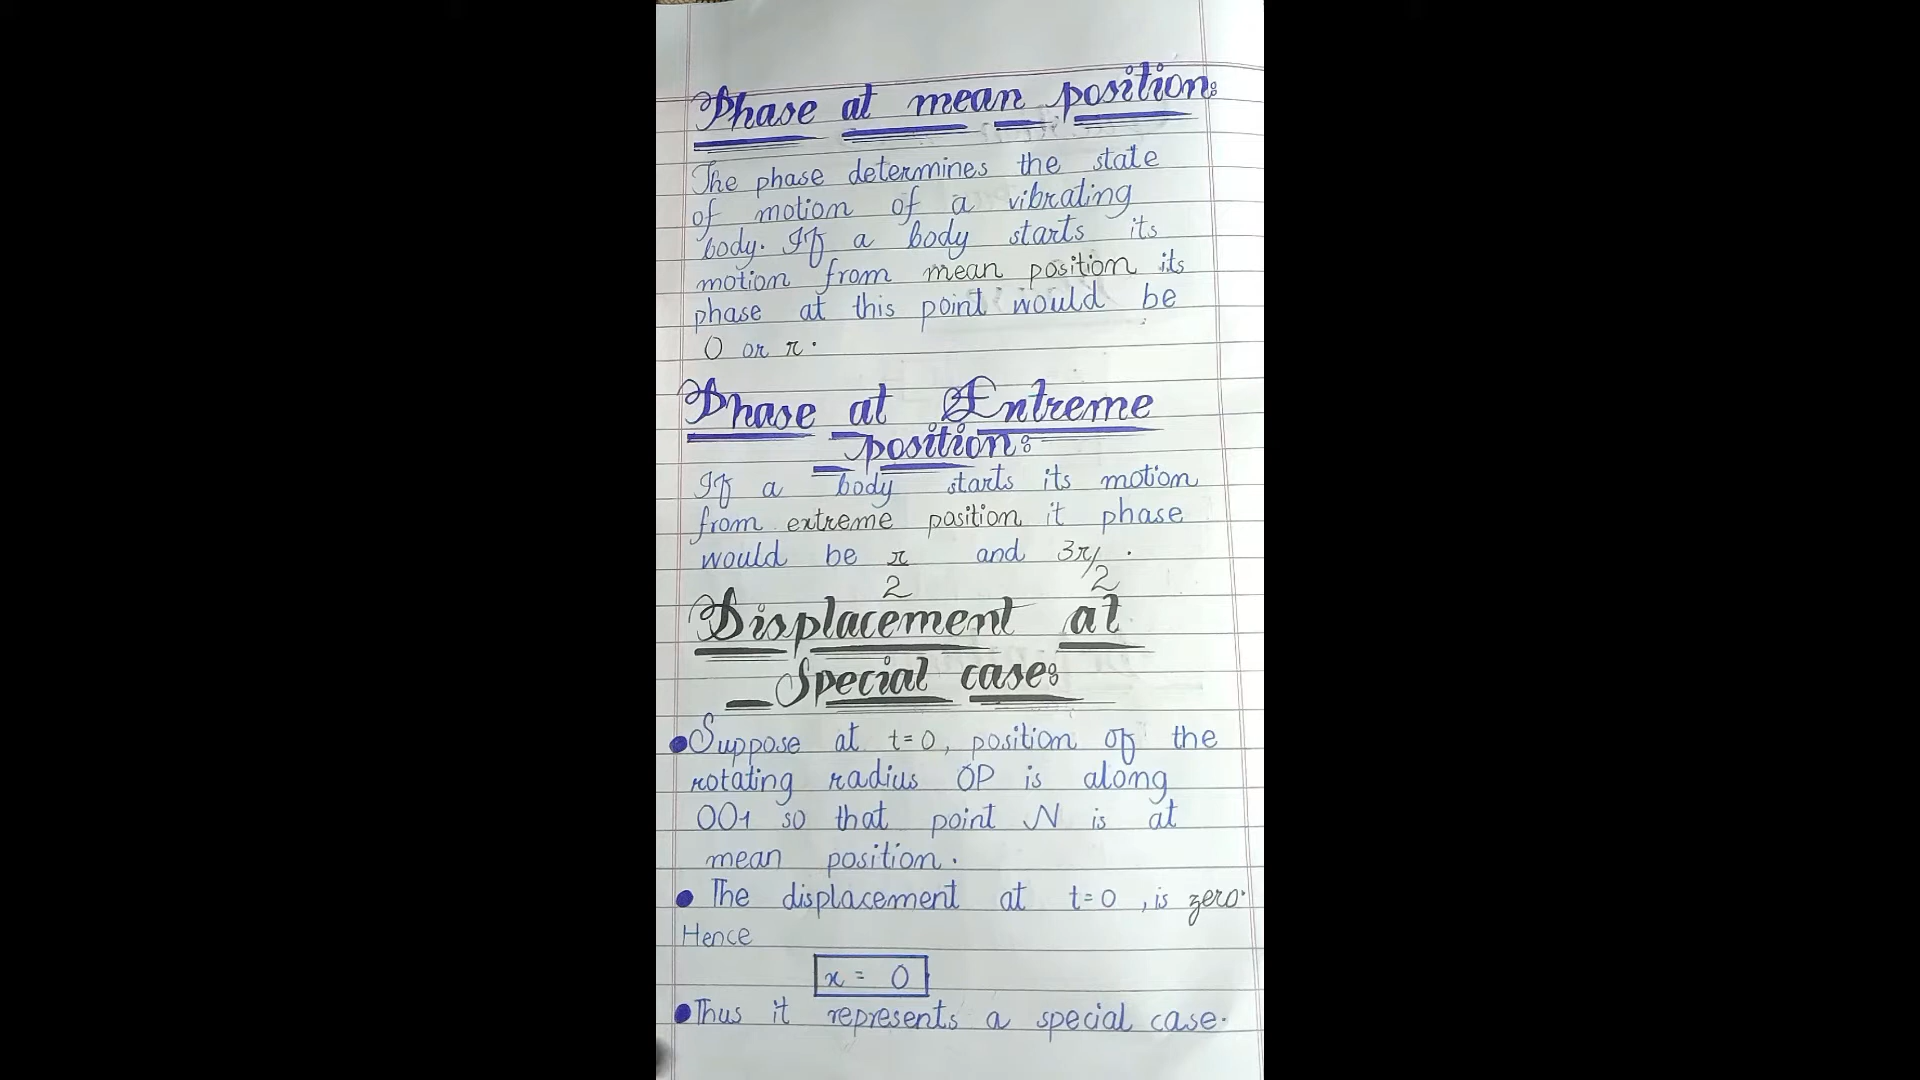 Phase at mean position:
The phase determines the state
of motion of a vibrating
body. If a body starts its
motion from mean position its
phase at this point would be
0 or π.
Phase at Extreme
position:
If a body starts its motion
from extreme position it phase
would be π/2 and 3π/2.
Displacement at
Special case:
•Suppose at t=0, position of the
rotating radius OP is along
OO1 so that point N is at
mean position.
• The displacement at t=0, is zero.
Hence
x = 0
•Thus it represents a special case.